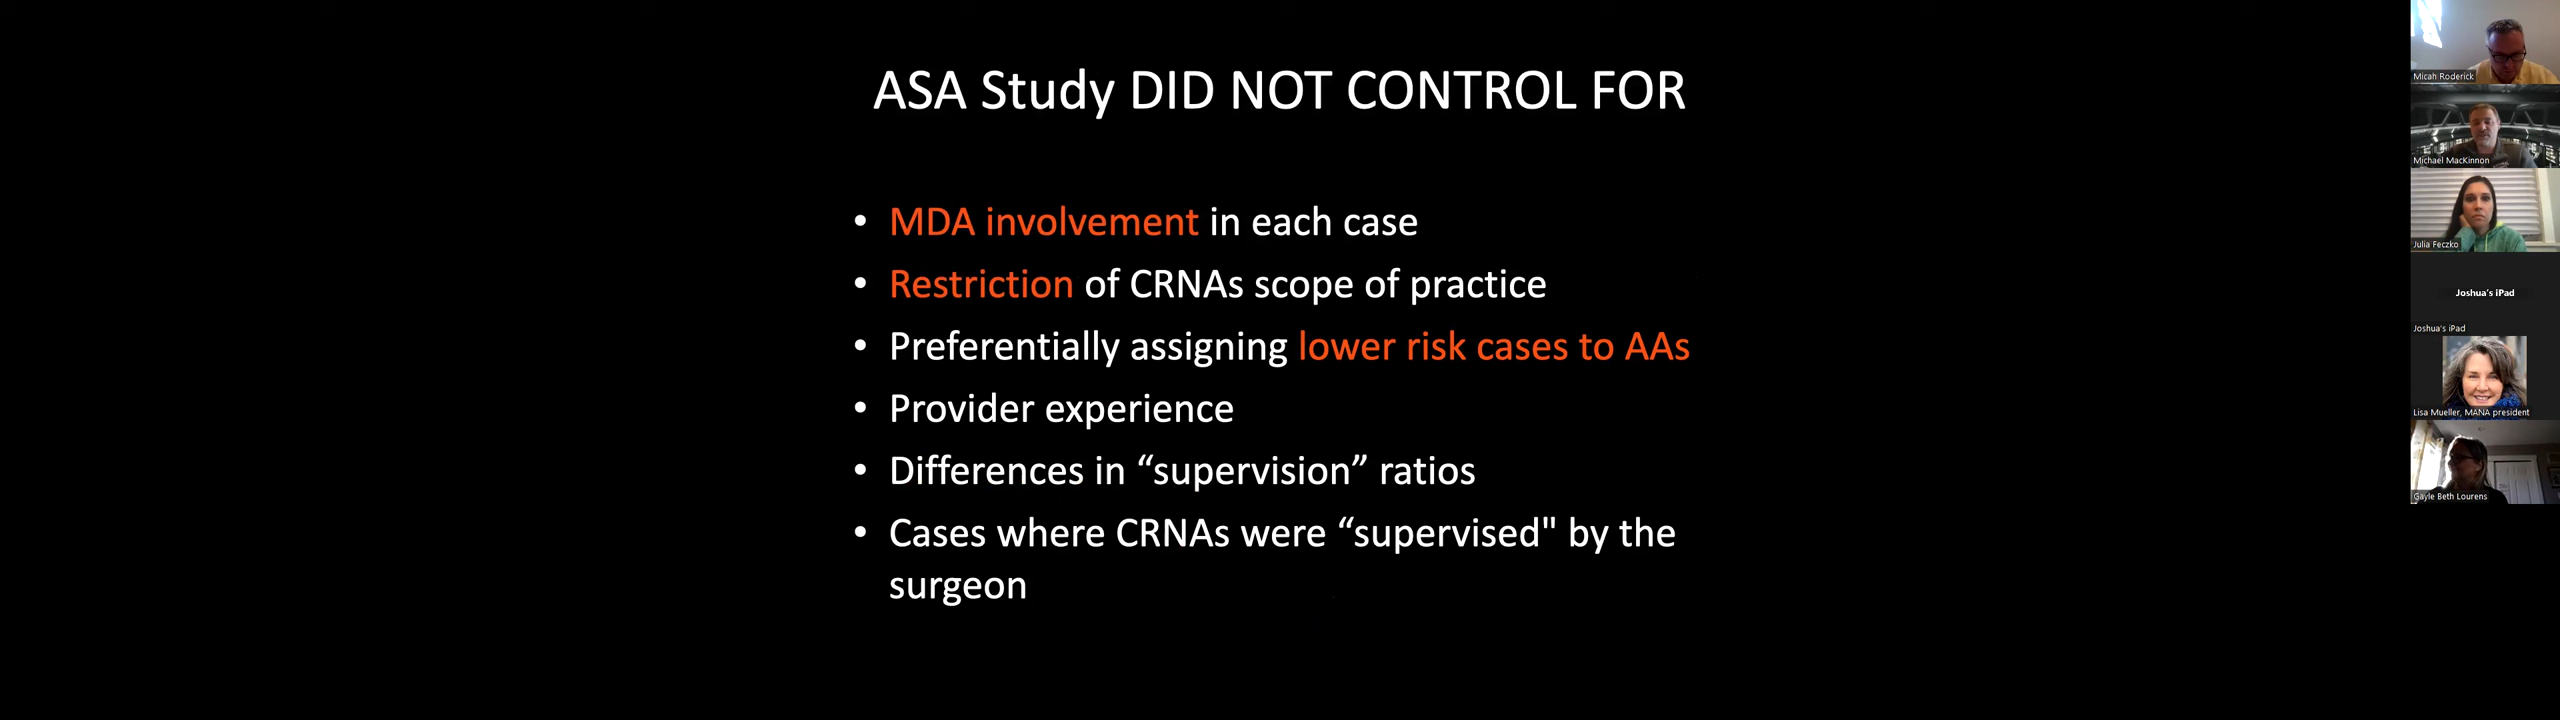 ASA Study DID NOT CONTROL FOR
• MDA involvement in each case
• Restriction of CRNAs scope of practice
• Preferentially assigning lower risk cases to AAs
• Provider experience
• Differences in “supervision” ratios
• Cases where CRNAs were “supervised" by the
surgeon
Micah Roderick
Michael MacKinnon
Julia Feczko
Joshua's iPad
Joshua's iPad
Lisa Mueller, MANA president
Gayle Beth Lourens